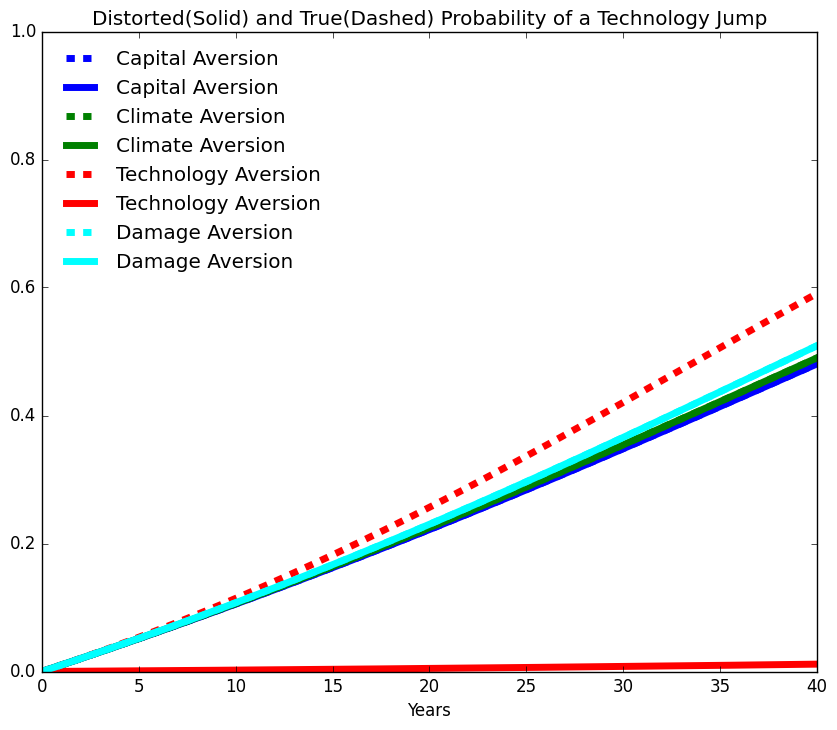 Distorted(Solid) and True(Dashed) Probability of a Technology Jump
1.0
Capital Aversion
Capital Aversion
Climate Aversion
Climate Aversion
Technology Aversion
Technology Aversion
Damage Aversion
Damage Aversion
0.8
0.6
0.4
0.2
0.0
0 5 10 15 20 25 30 35 40
Years